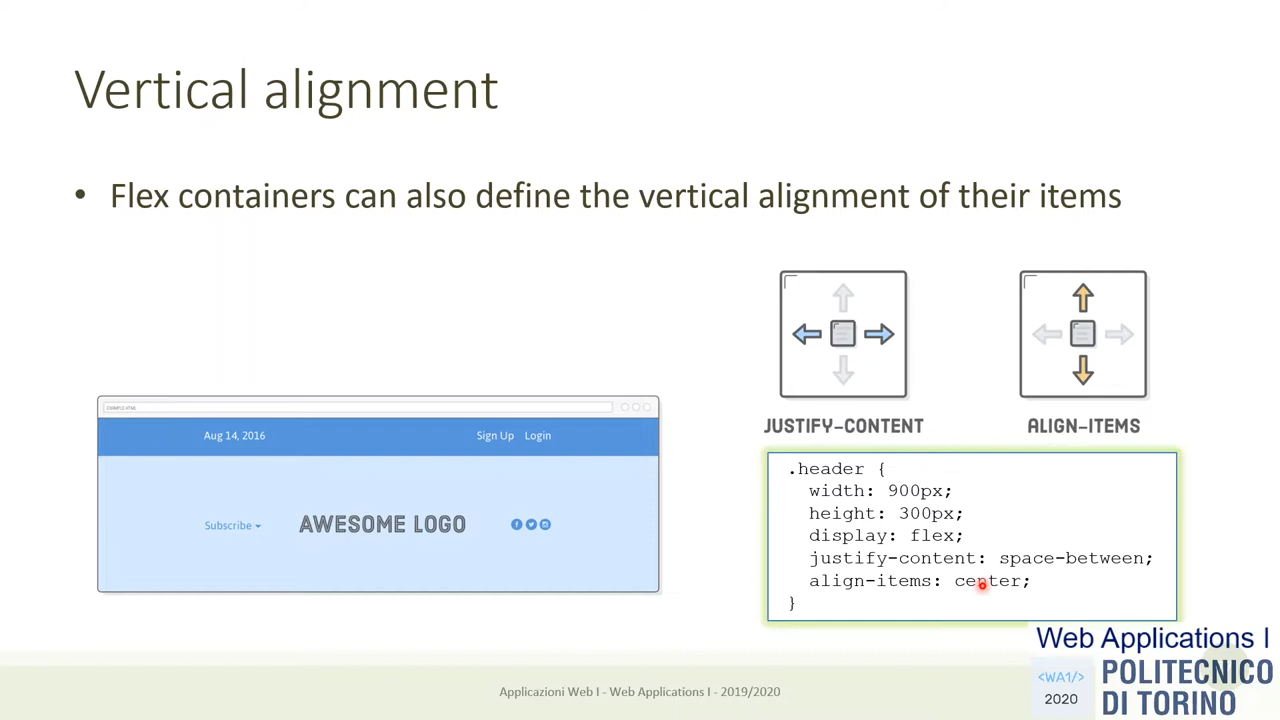 Vertical alignment
• Flex containers can also define the vertical alignment of their items
JUSTIFY-CONTENT
ALIGN-ITEMS
EXAMPLE.HTML
Aug 14, 2016
Sign Up Login
Subscribe
AWESOME LOGO
.header {
width: 900px;
height: 300px;
display: flex;
justify-content: space-between;
align-items: center;
}
Applicazioni Web I - Web Applications I - 2019/2020
Web Applications I
<WA1/>
2020
POLITECNICO
DI TORINO